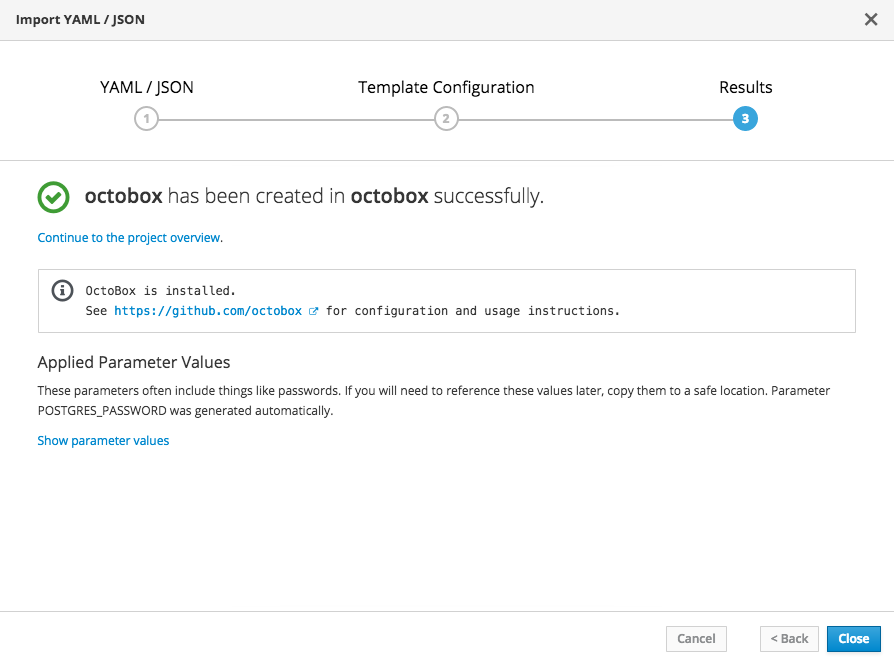 Import YAML / JSON
YAML / JSON
Template Configuration
Results
1
2
3
octobox has been created in octobox successfully.
Continue to the project overview.
OctoBox is installed.
See https://github.com/octobox for configuration and usage instructions.
Applied Parameter Values
These parameters often include things like passwords. If you will need to reference these values later, copy them to a safe location. Parameter
POSTGRES_PASSWORD was generated automatically.
Show parameter values
Cancel
< Back
Close